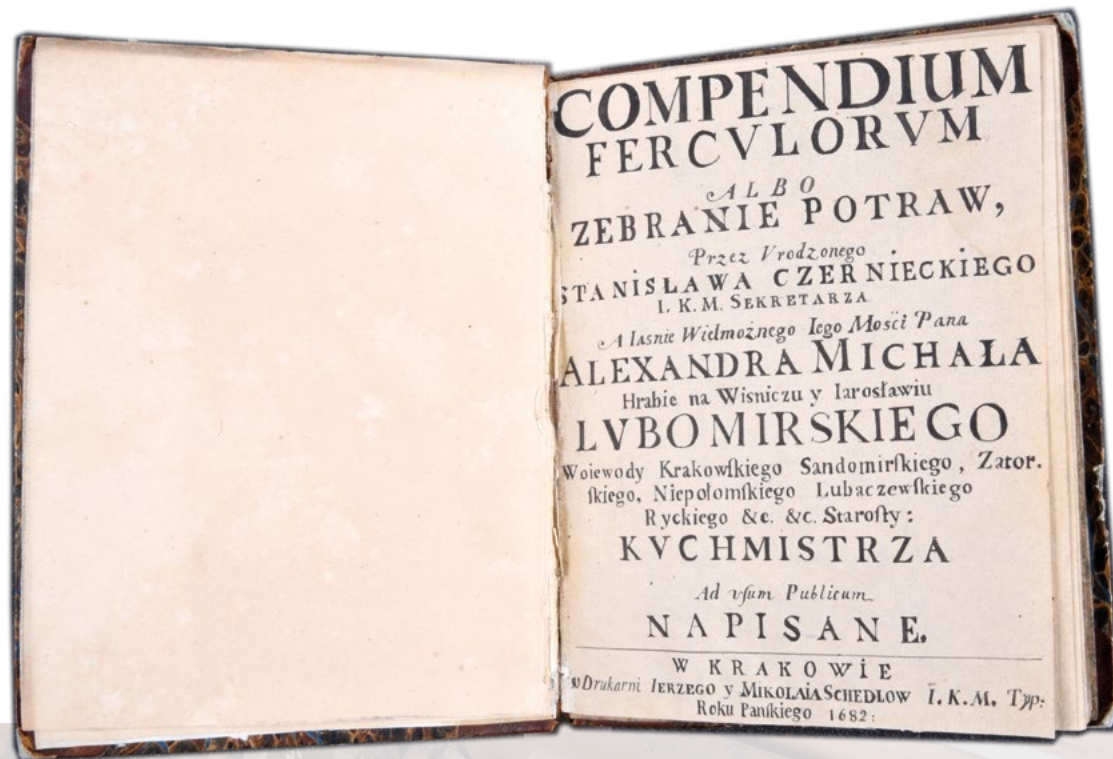 COMPENDIUM
FERCVLORVM
ALBO
ZEBRANIE POTRAW,
Przez Vrodzonego
STANISŁAWA CZERNIECKIEGO
I. K. M. SEKRETARZA
A Iasnie Wielmożnego Iego Mości Pana
ALEXANDRA MICHAŁA
Hrabie na Wisniczu y Iarosławiu
LVBOMIRSKIEGO
Woiewody Krakowſkiego Sandomirſkiego, Zator.
ſkiego, Niepołomſkiego Lubaczewſkiego
Ryckiego &c. &c. Staroſty:
KVCHMISTRZA
Ad vſum Publicum
NAPISANE.
W KRAKOWIE
w Drukarni IERZEGO y MIKOLAIA SCHEDLOW I. K. M. Typ:
Roku Panſkiego 1682: